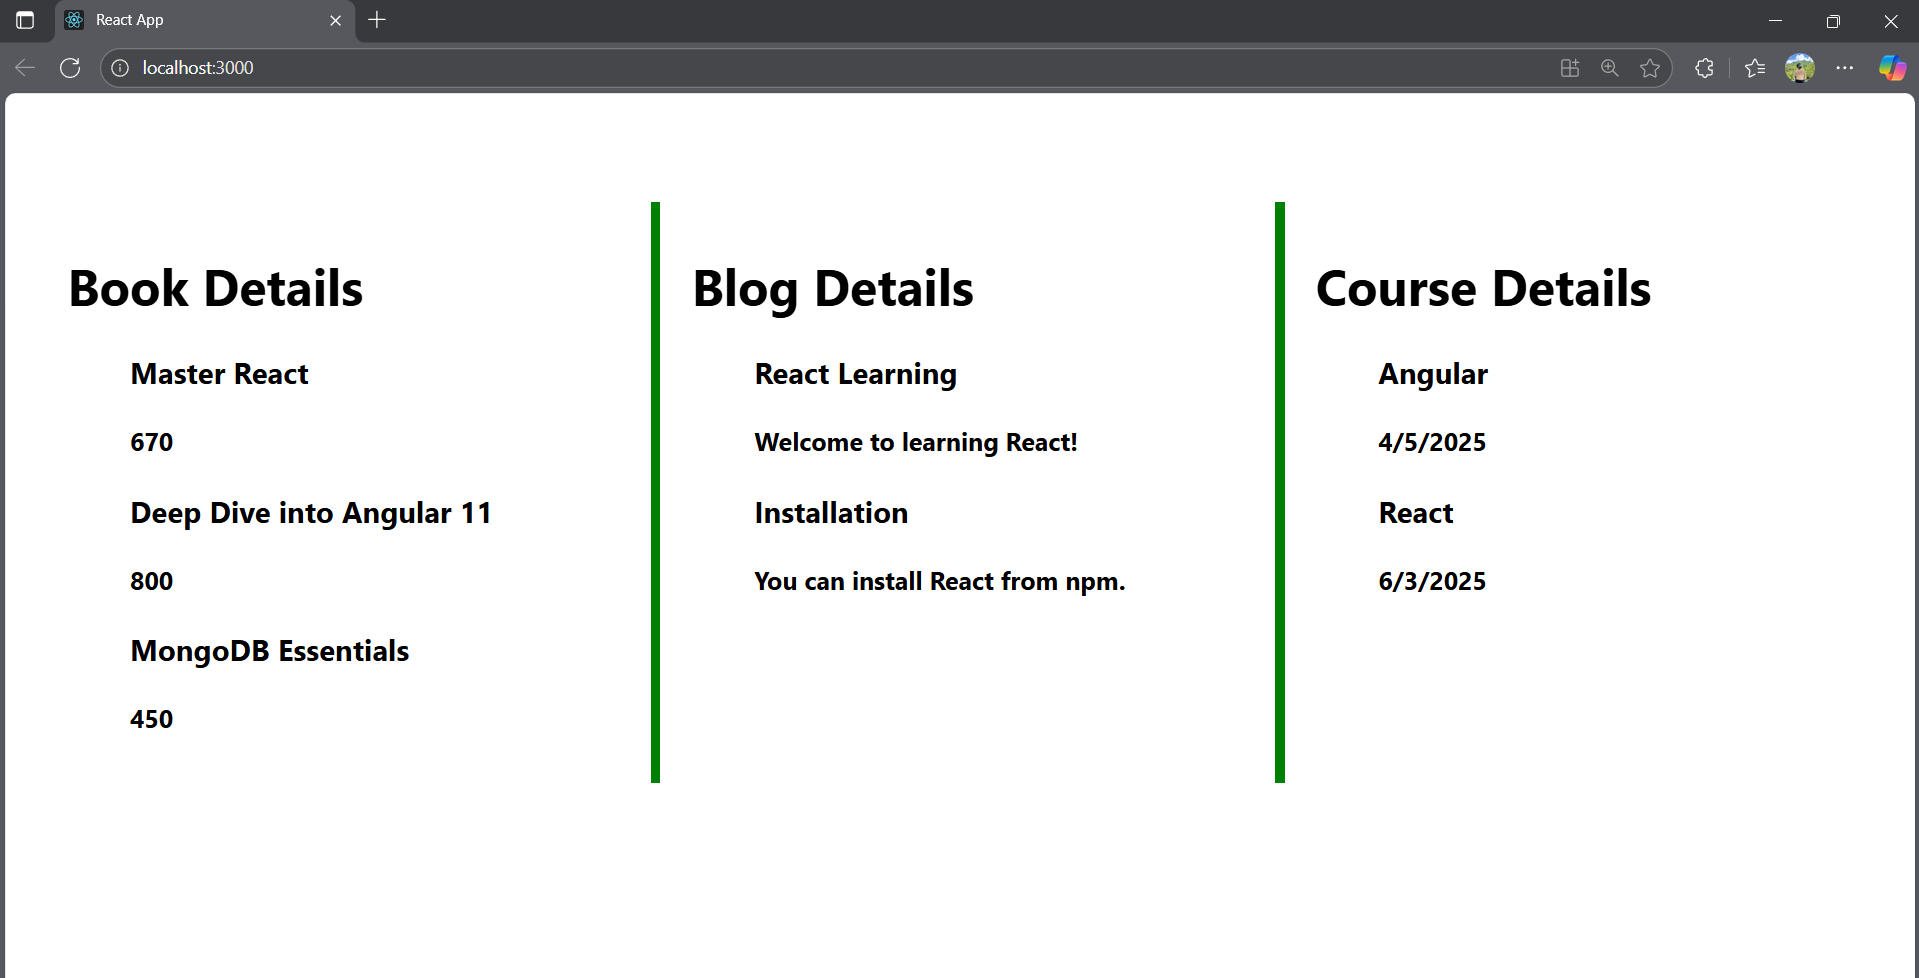 React App
localhost:3000
Book Details
Master React
670
Deep Dive into Angular 11
800
MongoDB Essentials
450
Blog Details
React Learning
Welcome to learning React!
Installation
You can install React from npm.
Course Details
Angular
4/5/2025
React
6/3/2025